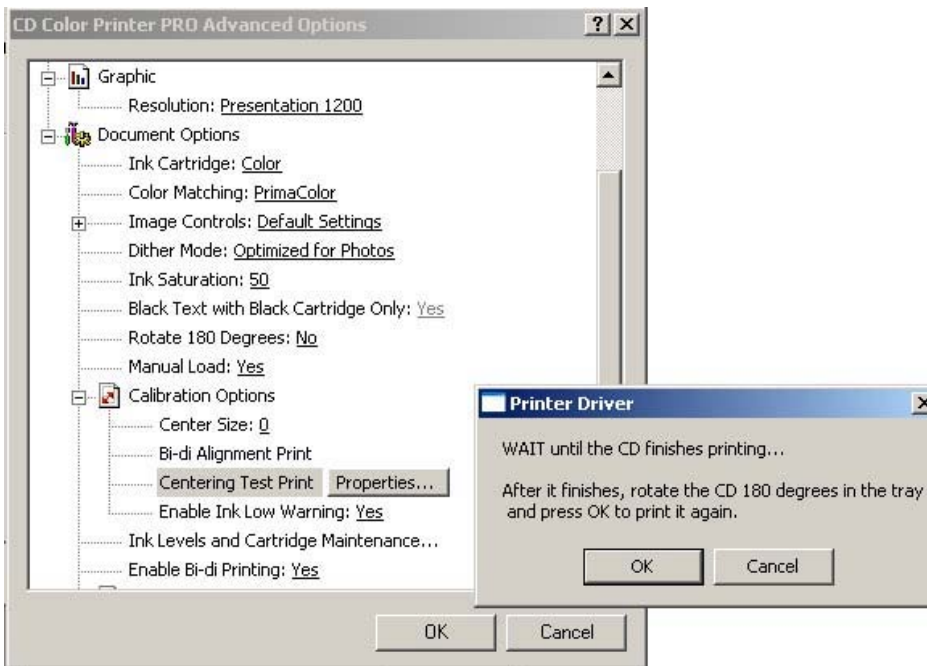 CD Color Printer PRO Advanced Options
Graphic
Resolution: Presentation 1200
Document Options
Ink Cartridge: Color
Color Matching: PrimaColor
Image Controls: Default Settings
Dither Mode: Optimized for Photos
Ink Saturation: 50
Black Text with Black Cartridge Only: Yes
Rotate 180 Degrees: No
Manual Load: Yes
Calibration Options
Center Size: 0
Bi-di Alignment Print
Centering Test Print Properties...
Enable Ink Low Warning: Yes
Ink Levels and Cartridge Maintenance...
Enable Bi-di Printing: Yes
OK Cancel
Printer Driver
WAIT until the CD finishes printing...
After it finishes, rotate the CD 180 degrees in the tray
and press OK to print it again.
OK Cancel